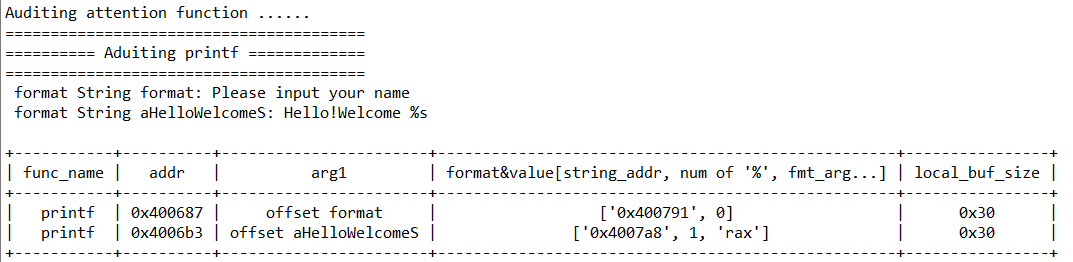 Auditing attention function ......
========================================
========== Aduiting printf =============
========================================
 format String format: Please input your name
 format String aHelloWelcomeS: Hello!Welcome %s
+-----------+----------+-----------------------+---------------------------------------------------+----------------+
| func_name |   addr   |          arg1         | format&value[string_addr, num of '%', fmt_arg...] | local_buf_size |
+-----------+----------+-----------------------+---------------------------------------------------+----------------+
|   printf  | 0x400687 |     offset format     |                   ['0x400791', 0]                 |      0x30      |
|   printf  | 0x4006b3 | offset aHelloWelcomeS |                ['0x4007a8', 1, 'rax']             |      0x30      |
+-----------+----------+-----------------------+---------------------------------------------------+----------------+